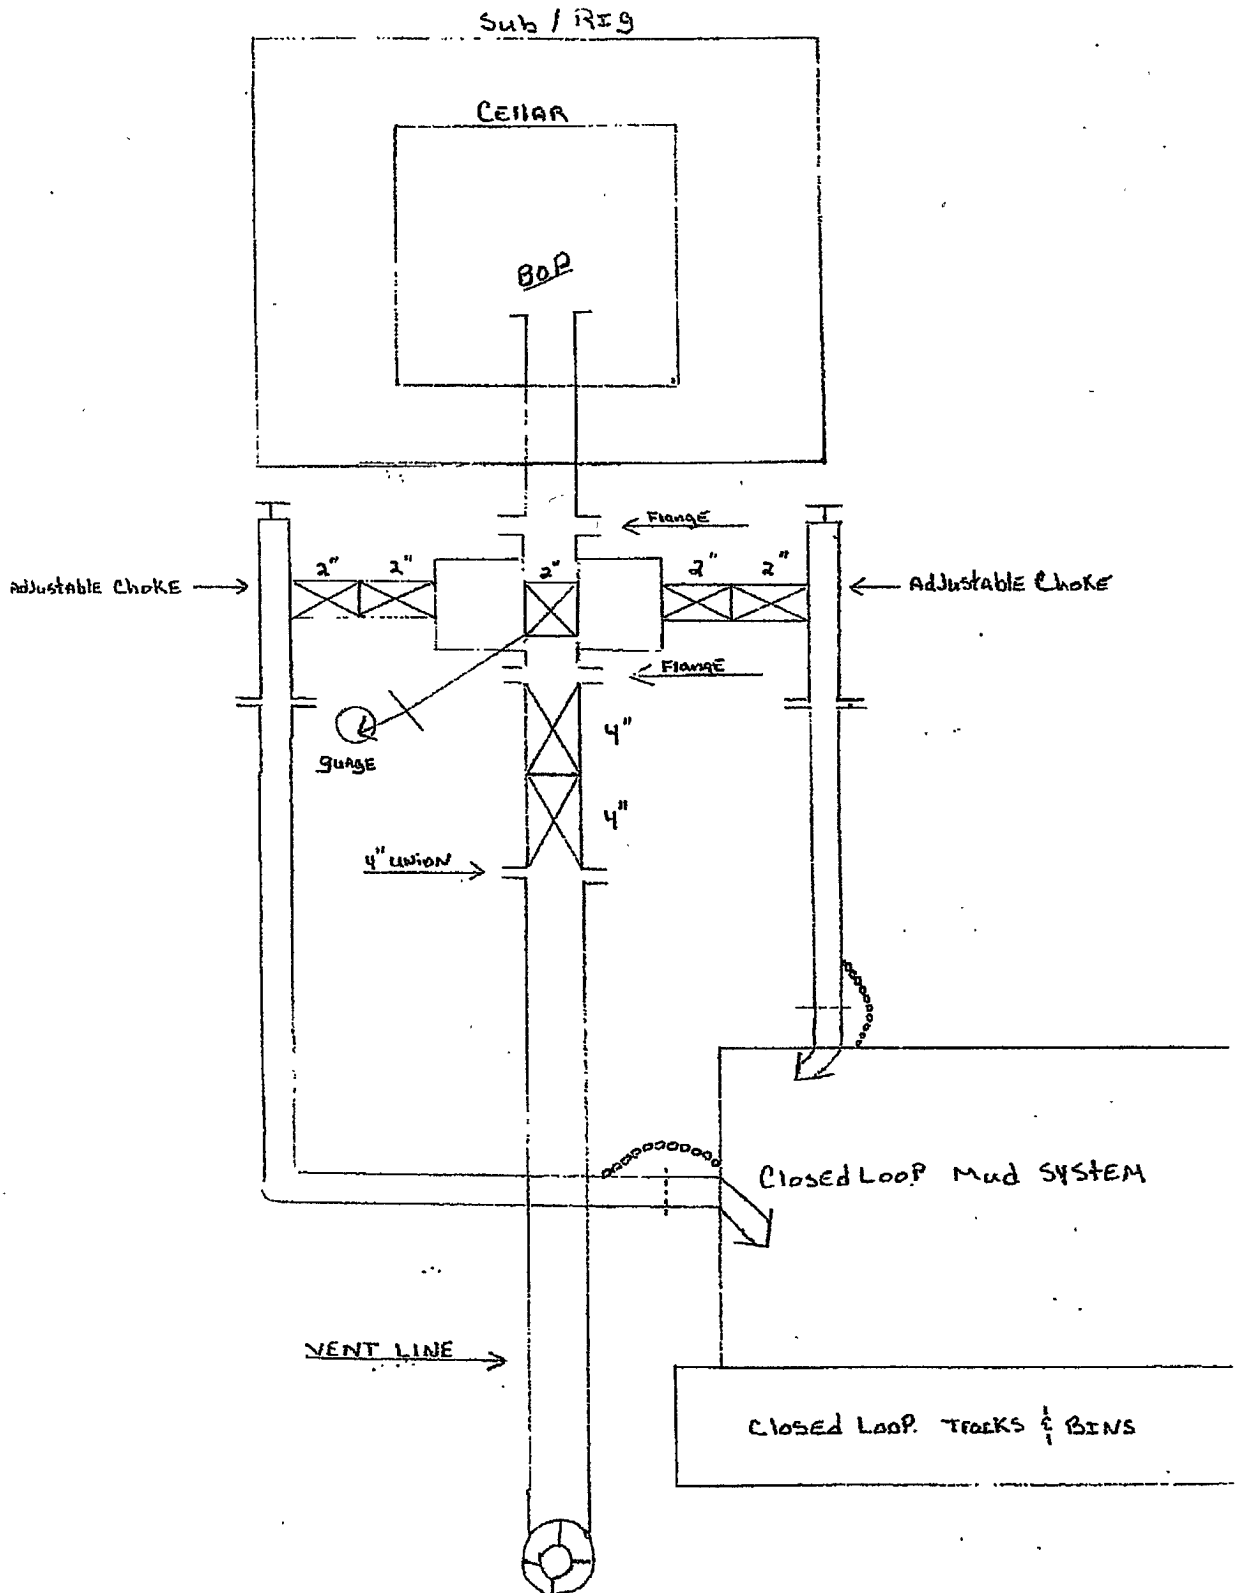 Sub / RIg
CEllAR
BOP
FlangE
2" 2" 2" 2" 2"
AdJustable ChoKE
AdJustable ChoKE
FlangE
4"
guAgE
4"
4" UNION
Closed LOOP Mud SYStEM
VENT LINE
Closed LOOP. TRACKS & BINS